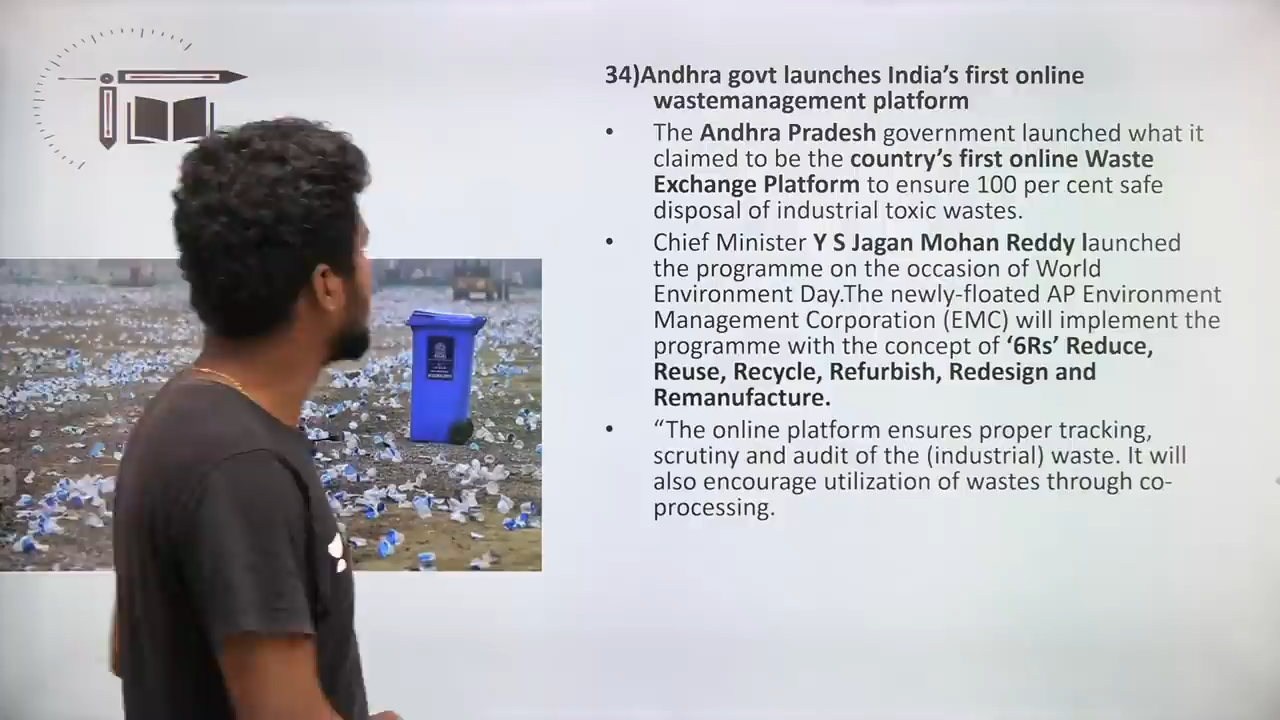 34)Andhra govt launches India’s first online
wastemanagement platform
• The Andhra Pradesh government launched what it
claimed to be the country’s first online Waste
Exchange Platform to ensure 100 per cent safe
disposal of industrial toxic wastes.
• Chief Minister Y S Jagan Mohan Reddy launched
the programme on the occasion of World
Environment Day.The newly-floated AP Environment
Management Corporation (EMC) will implement the
programme with the concept of ‘6Rs’ Reduce,
Reuse, Recycle, Refurbish, Redesign and
Remanufacture.
• “The online platform ensures proper tracking,
scrutiny and audit of the (industrial) waste. It will
also encourage utilization of wastes through co-
processing.